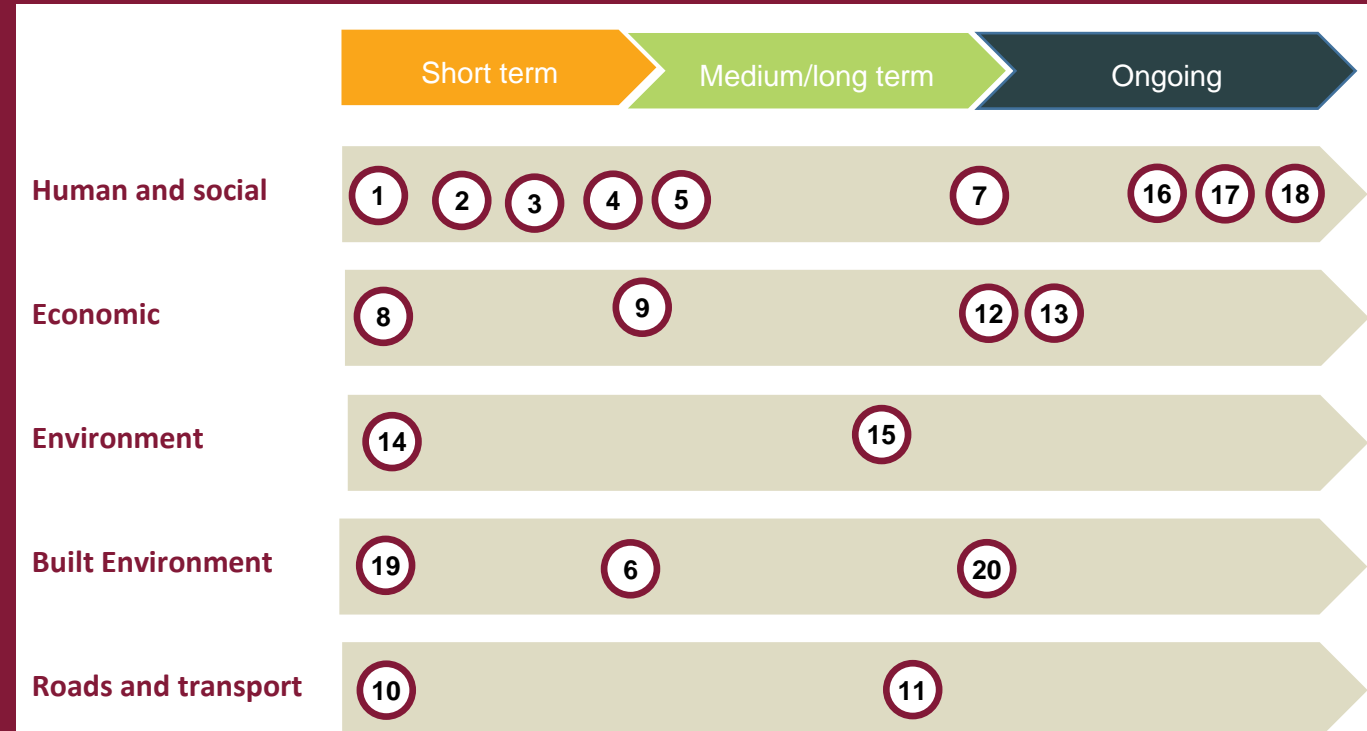 Short term Medium/long term Ongoing
Human and social 1 2 3 4 5 7 16 17 18
Economic 8 9 12 13
Environment 14 15
Built Environment 19 6 20
Roads and transport 10 11